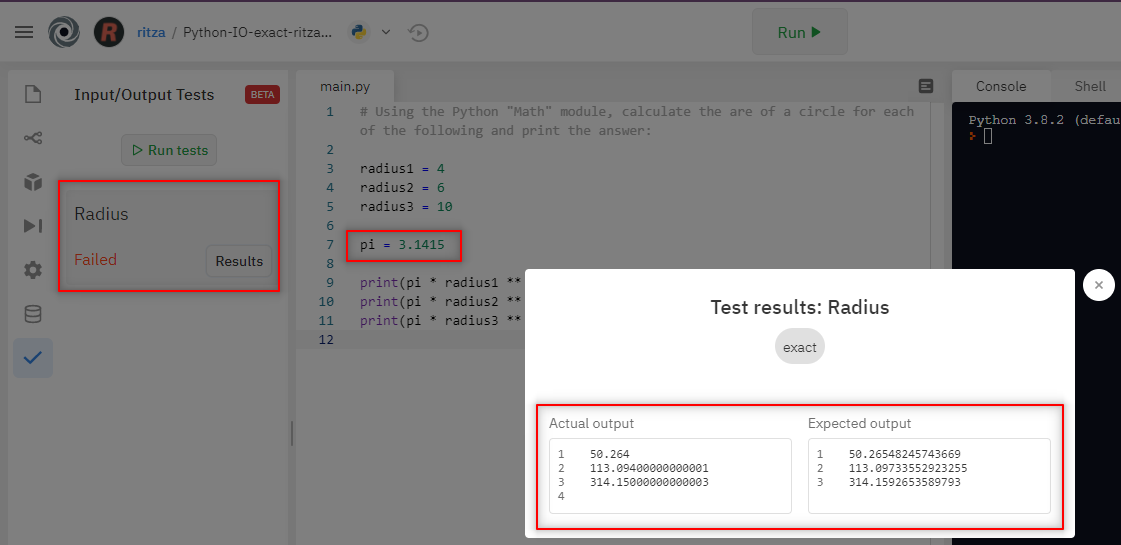 ritza / Python-IO-exact-ritza...
Run
Input/Output Tests BETA
Run tests
Radius
Failed Results
main.py
1 # Using the Python "Math" module, calculate the are of a circle for each
of the following and print the answer:
2
3 radius1 = 4
4 radius2 = 6
5 radius3 = 10
6
7 pi = 3.1415
8
9 print(pi * radius1 **
10 print(pi * radius2 **
11 print(pi * radius3 **
12
Console Shell
Python 3.8.2 (defau
Test results: Radius
exact
Actual output
1 50.264
2 113.09400000000001
3 314.15000000000003
4
Expected output
1 50.26548245743669
2 113.09733552923255
3 314.1592653589793